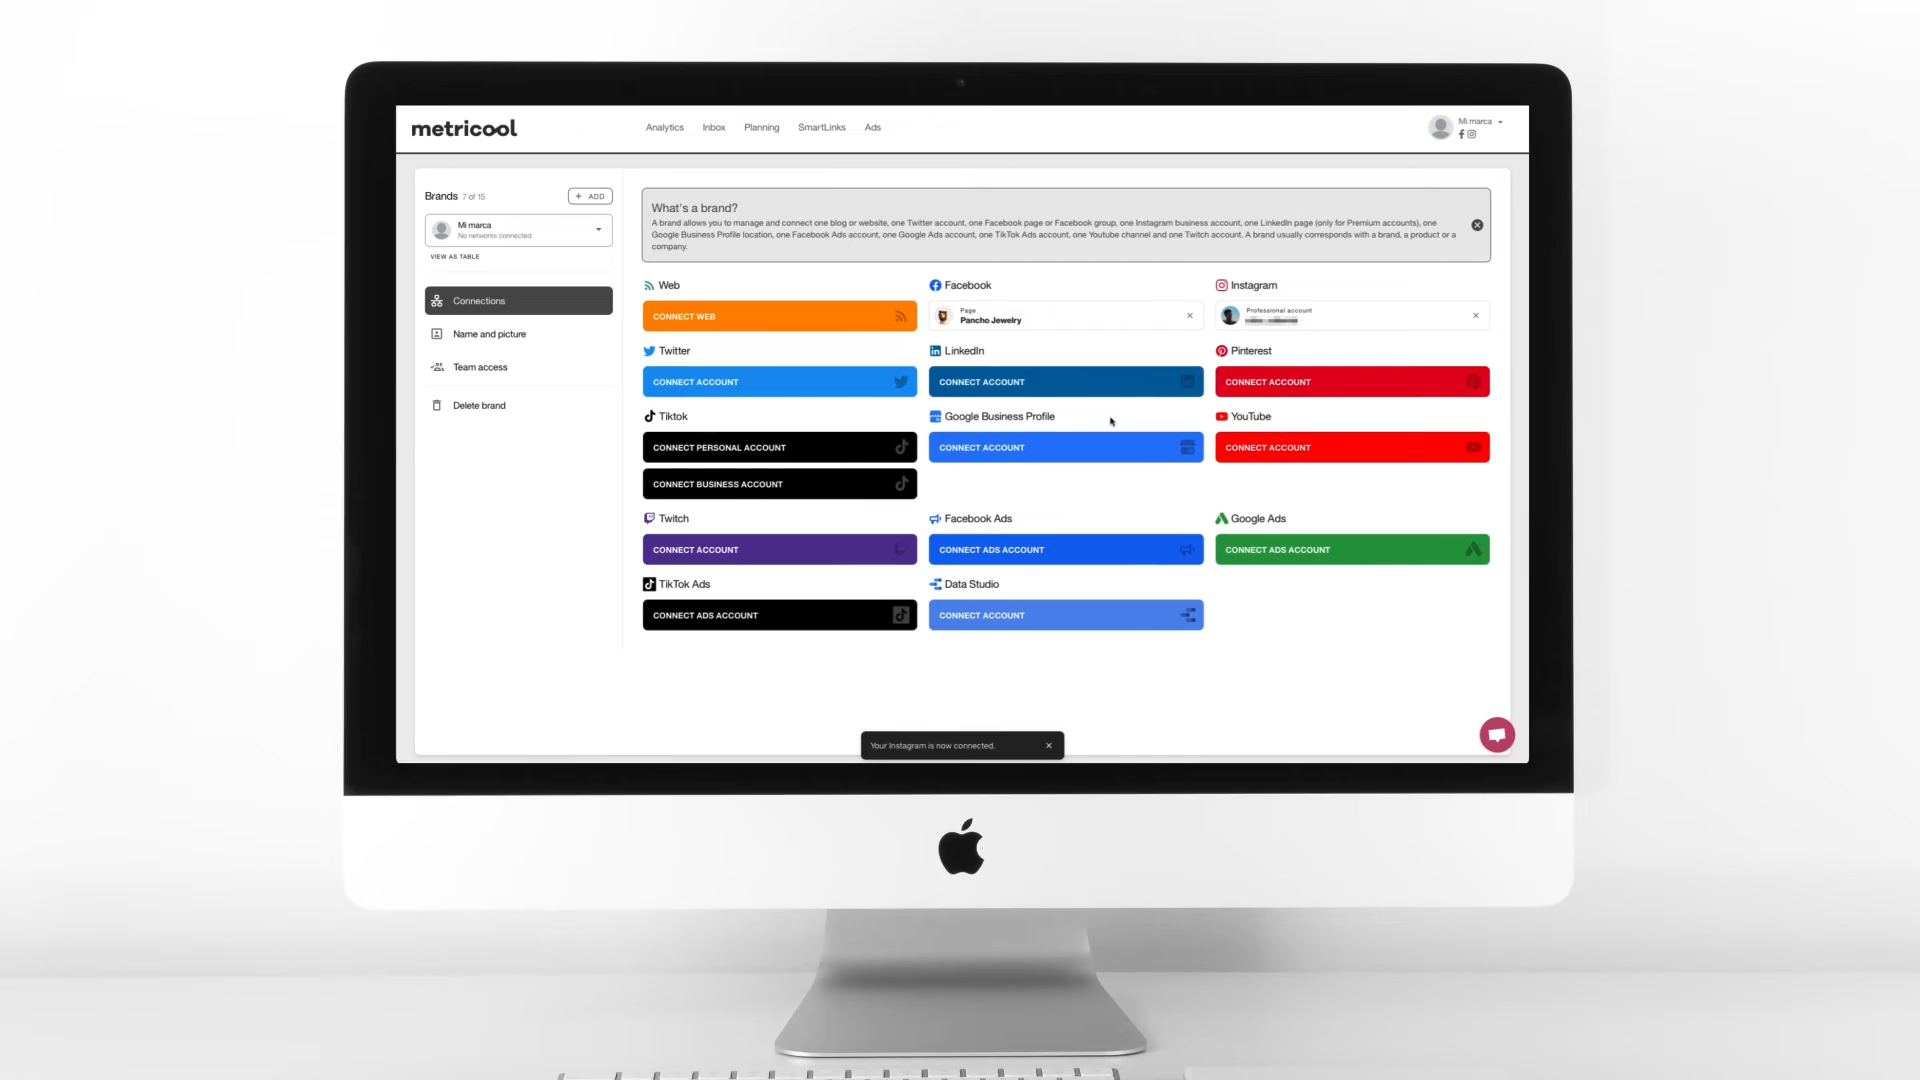 metricool
Analytics
Inbox
Planning
SmartLinks
Ads
Mi marca
Brands 7 of 15
+ ADD
Mi marca
No networks connected
VIEW AS TABLE
Connections
Name and picture
Team access
Delete brand
What's a brand?
A brand allows you to manage and connect one blog or website, one Twitter account, one Facebook page or Facebook group, one Instagram business account, one LinkedIn page (only for Premium accounts), one
Google Business Profile location, one Facebook Ads account, one Google Ads account, one TikTok Ads account, one Youtube channel and one Twitch account. A brand usually corresponds with a brand, a product or a
company.
Web
CONNECT WEB
Facebook
Page
Pancho Jewelry
Instagram
Professional account
Twitter
CONNECT ACCOUNT
LinkedIn
CONNECT ACCOUNT
Pinterest
CONNECT ACCOUNT
Tiktok
CONNECT PERSONAL ACCOUNT
CONNECT BUSINESS ACCOUNT
Google Business Profile
CONNECT ACCOUNT
YouTube
CONNECT ACCOUNT
Twitch
CONNECT ACCOUNT
Facebook Ads
CONNECT ADS ACCOUNT
Google Ads
CONNECT ADS ACCOUNT
TikTok Ads
CONNECT ADS ACCOUNT
Data Studio
CONNECT ACCOUNT
Your Instagram is now connected.